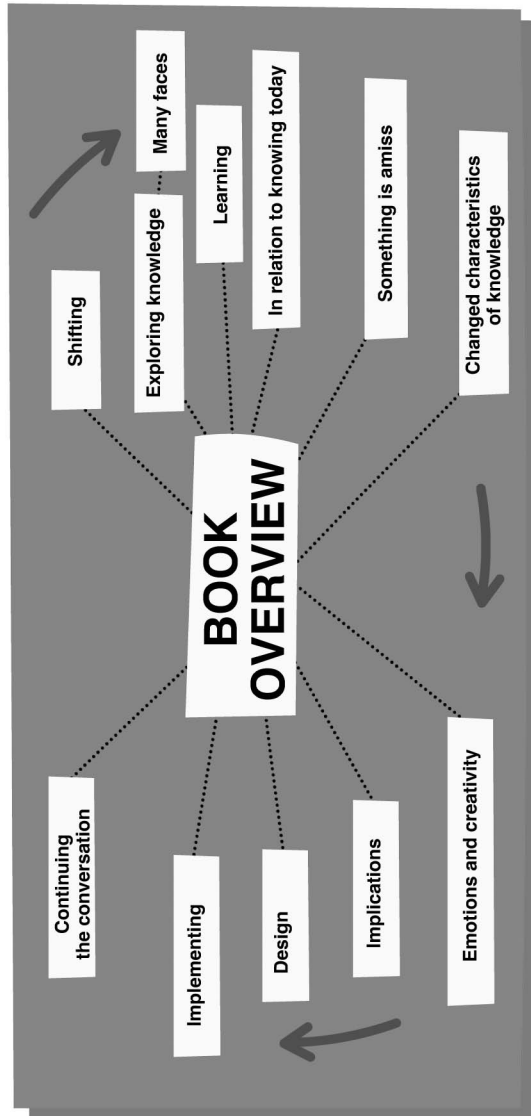 BOOK
OVERVIEW
Shifting
Exploring knowledge
Many faces
Learning
In relation to knowing today
Something is amiss
Changed characteristics
of knowledge
Emotions and creativity
Implications
Design
Implementing
Continuing
the conversation